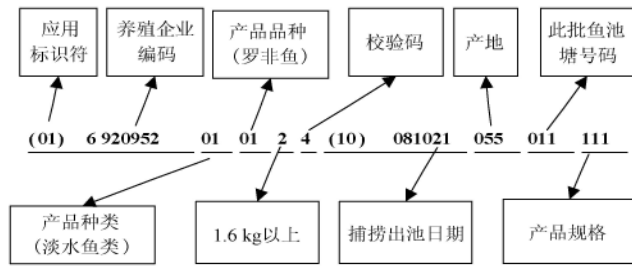 应用
标识符
养殖企业
编码
产品品种
(罗非鱼)
校验码
产地
此批鱼池
塘号码
(01) 6 920952 01 01 2 4 (10) 081021 055 011 111
产品种类
(淡水鱼类)
1.6 kg以上
捕捞出池日期
产品规格